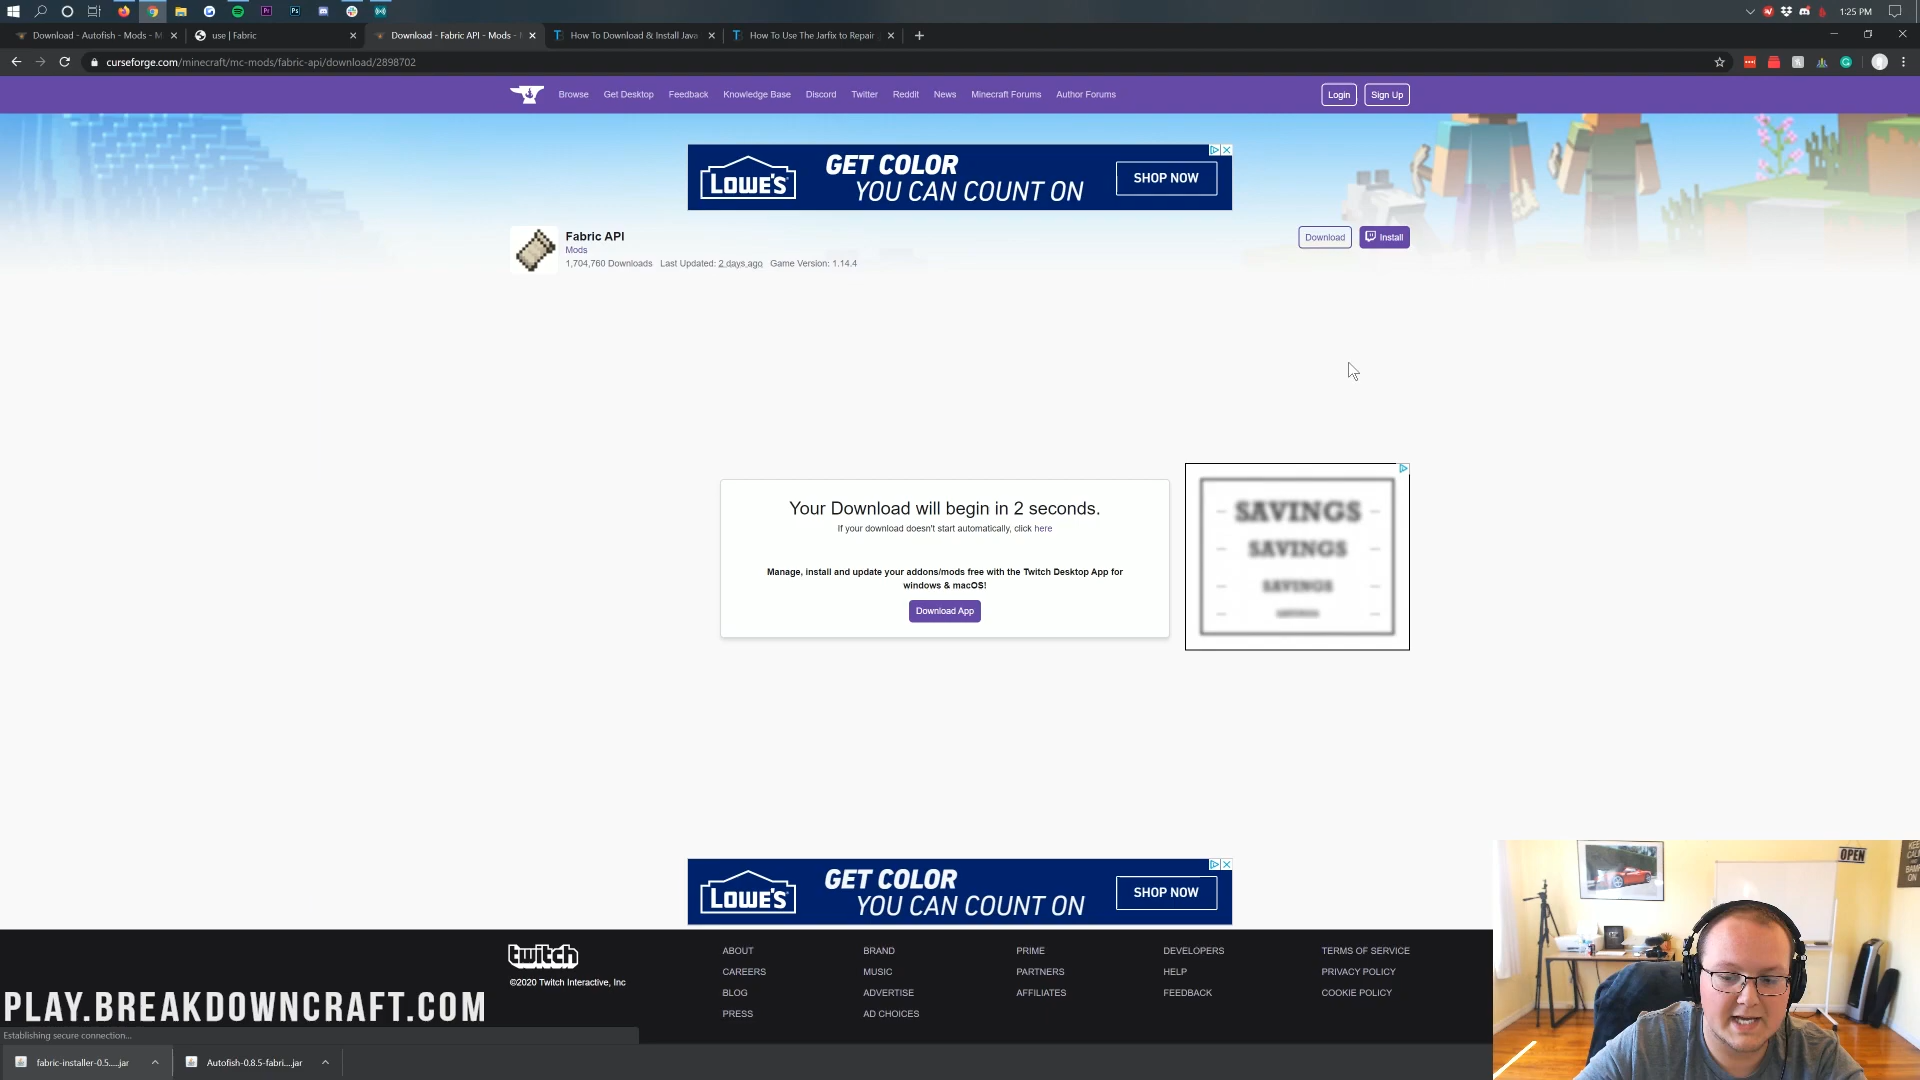 1:25 PM
Download - Autofish - Mods - M
use | Fabric
Download - Fabric API - Mods -
How To Download & Install Java
How To Use The Jarfix to Repair
curseforge.com/minecraft/mc-mods/fabric-api/download/2898702
Browse Get Desktop Feedback Knowledge Base Discord Twitter Reddit News Minecraft Forums Author Forums Login Sign Up
LOWE'S
GET COLOR
YOU CAN COUNT ON
SHOP NOW
Fabric API
Mods
1,704,760 Downloads Last Updated: 2 days ago Game Version: 1.14.4
Download Install
Your Download will begin in 2 seconds.
If your download doesn't start automatically, click here
Manage, install and update your addons/mods free with the Twitch Desktop App for
windows & macOS!
Download App
SAVINGS
SAVINGS
SAVINGS
SAVINGS
LOWE'S
GET COLOR
YOU CAN COUNT ON
SHOP NOW
OPEN
KEEP
twitch
©2020 Twitch Interactive, Inc
ABOUT BRAND PRIME DEVELOPERS TERMS OF SERVICE
CAREERS MUSIC PARTNERS HELP PRIVACY POLICY
BLOG ADVERTISE AFFILIATES FEEDBACK COOKIE POLICY
PRESS AD CHOICES
PLAY.BREAKDOWNCRAFT.COM
Establishing secure connection...
fabric-installer-0.5....jar
Autofish-0.8.5-fabri....jar